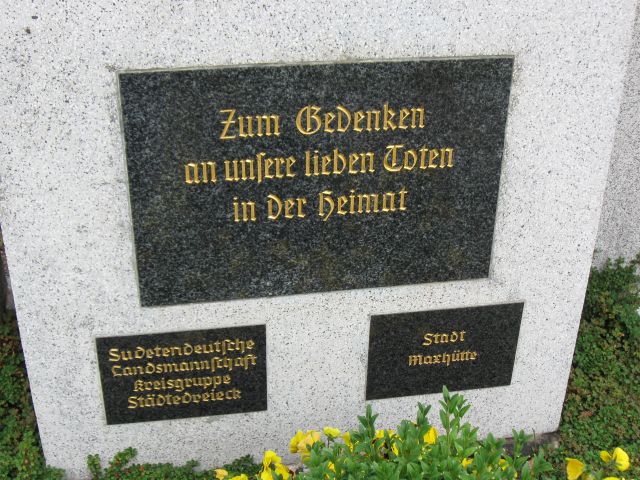 Zum Gedenken
an unsere lieben Toten
in der Heimat
Sudetendeutsche
Landsmannschaft
Kreisgruppe
Städtedreieck
Stadt
Maxhütte